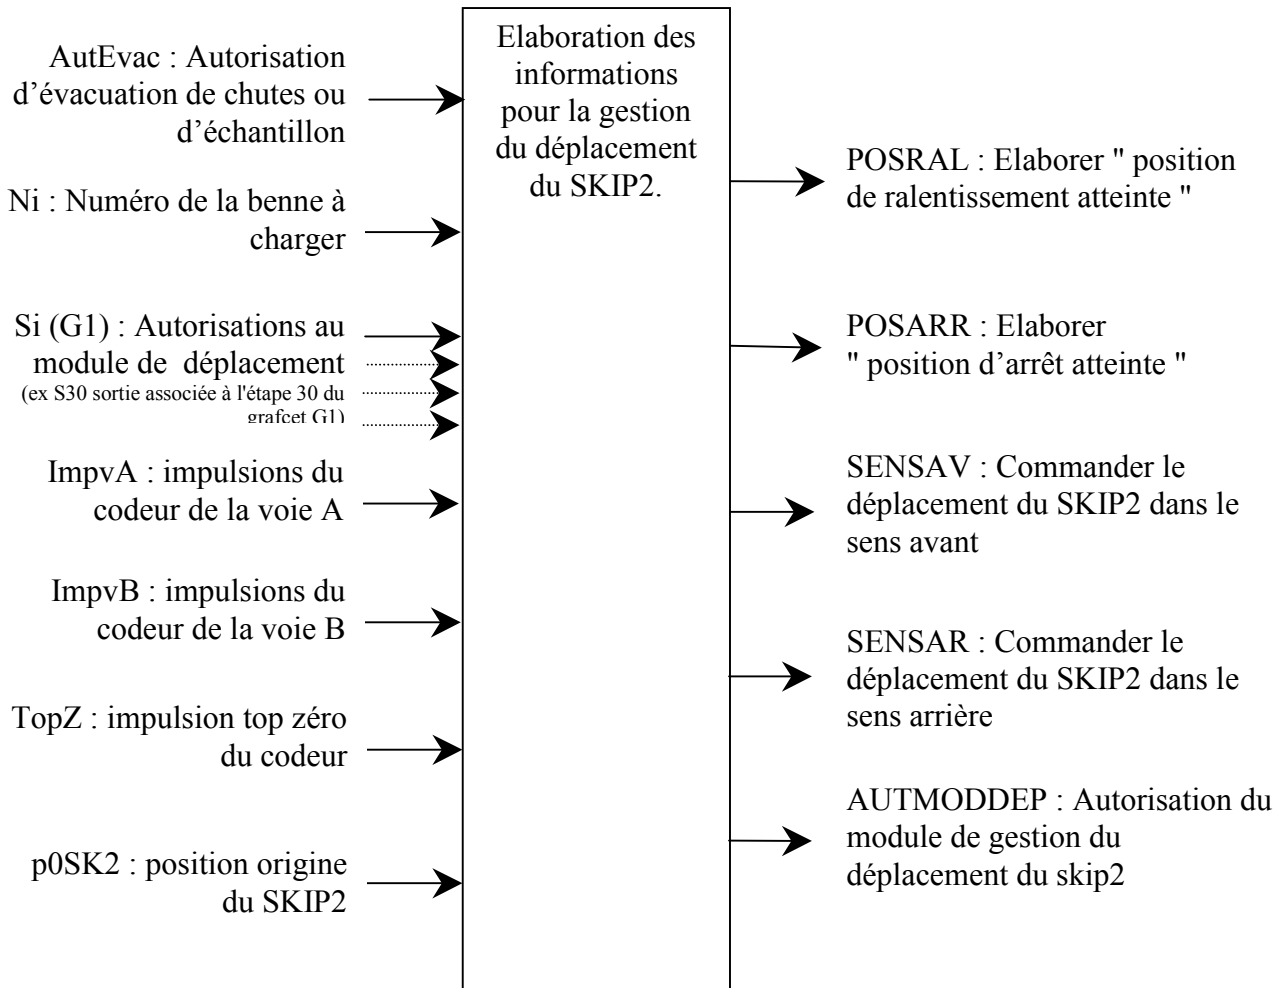 AutEvac : Autorisation
d’évacuation de chutes ou
d’échantillon
Ni : Numéro de la benne à
charger
Si (G1) : Autorisations au
module de déplacement
(ex S30 sortie associée à l'étape 30 du
grafcet G1)
ImpvA : impulsions du
codeur de la voie A
ImpvB : impulsions du
codeur de la voie B
TopZ : impulsion top zéro
du codeur
p0SK2 : position origine
du SKIP2
Elaboration des
informations
pour la gestion
du déplacement
du SKIP2.
POSRAL : Elaborer " position
de ralentissement atteinte "
POSARR : Elaborer
" position d’arrêt atteinte "
SENSAV : Commander le
déplacement du SKIP2 dans le
sens avant
SENSAR : Commander le
déplacement du SKIP2 dans le
sens arrière
AUTMODDEP : Autorisation du
module de gestion du
déplacement du skip2